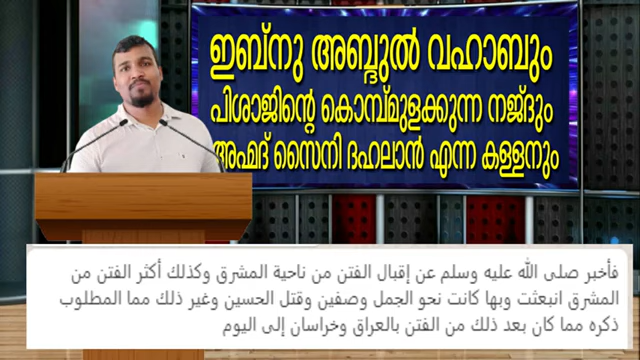 ഇബ്നു അബ്ദുൽ വഹാബും
പിശാജിന്റെ കൊമ്പ്മുളക്കുന്ന നജ്ദും
അഹ്മദ് സൈനി ദഹലാൻ എന്ന കള്ളനും
فأخبر صلى الله عليه وسلم عن إقبال الفتن من ناحية المشرق وكذلك أكثر الفتن من
المشرق انبعثت وبها كانت نحو الجمل وصفين وقتل الحسين وغير ذلك مما المطلوب
ذكره مما كان بعد ذلك من الفتن بالعراق وخراسان إلى اليوم